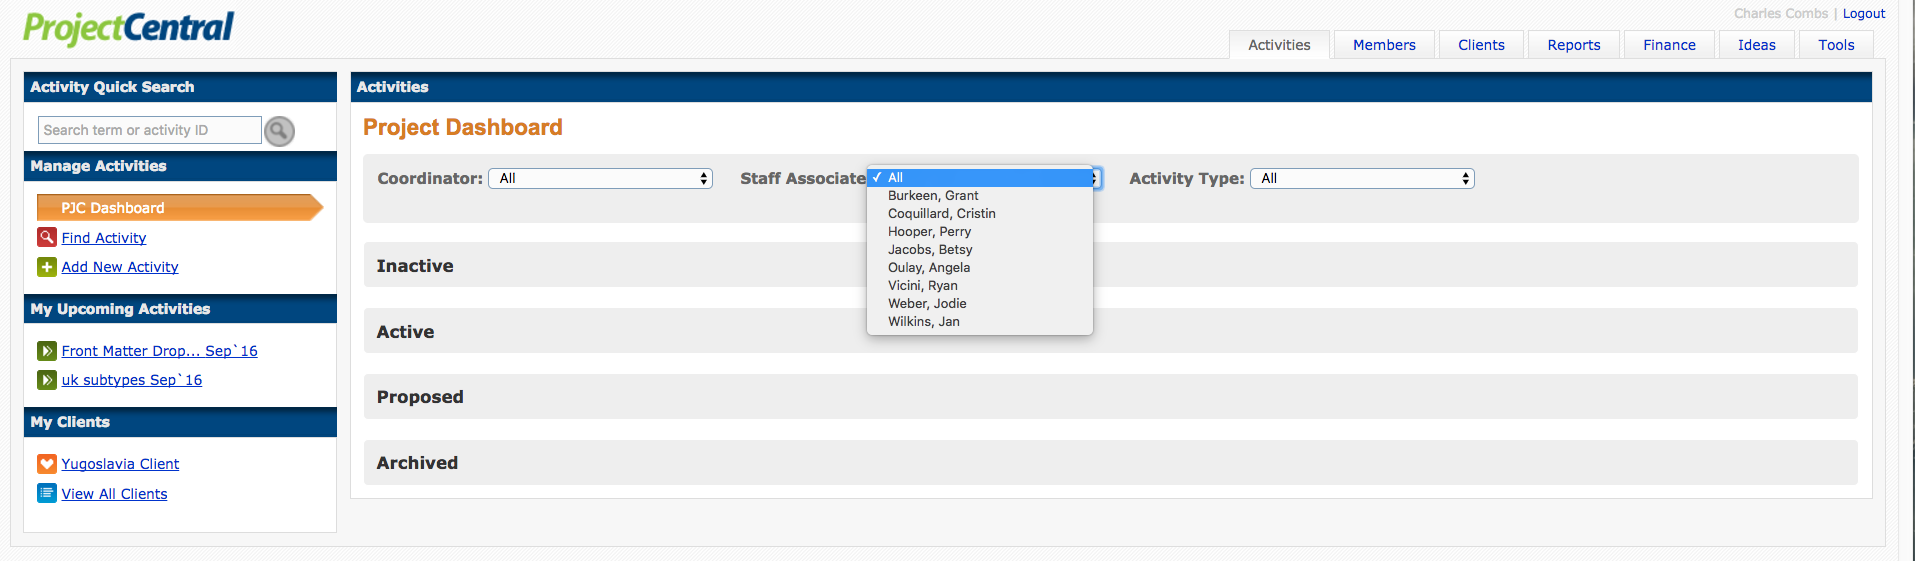 ProjectCentral
Charles Combs | Logout
Activities Members Clients Reports Finance Ideas Tools
Activity Quick Search
Search term or activity ID
Manage Activities
PJC Dashboard
Find Activity
Add New Activity
My Upcoming Activities
Front Matter Drop... Sep`16
uk subtypes Sep`16
My Clients
Yugoslavia Client
View All Clients
Activities
Project Dashboard
Coordinator: All
Staff Associate
✓ All
Burkeen, Grant
Coquillard, Cristin
Hooper, Perry
Jacobs, Betsy
Oulay, Angela
Vicini, Ryan
Weber, Jodie
Wilkins, Jan
Activity Type: All
Inactive
Active
Proposed
Archived